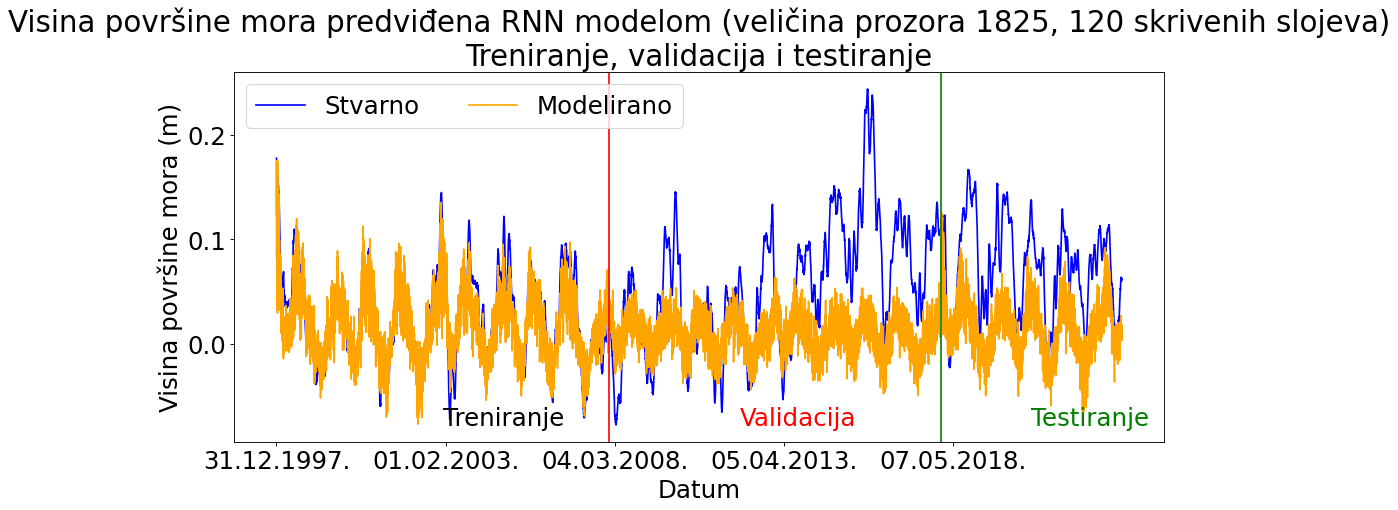 Visina površine mora predviđena RNN modelom (veličina prozora 1825, 120 skrivenih slojeva)
Treniranje, validacija i testiranje
Stvarno
Modelirano
Visina površine mora (m)
0.2
0.1
0.0
Treniranje
Validacija
Testiranje
31.12.1997.
01.02.2003.
04.03.2008.
05.04.2013.
07.05.2018.
Datum